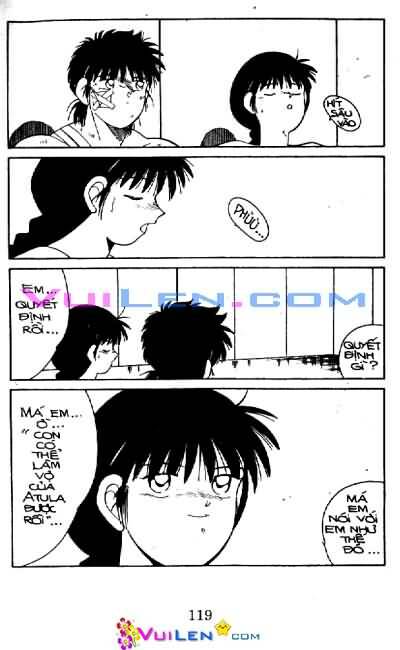 HÍT
SÂU
VÀO
PHÙÙ...
EM...
QUYẾT
ĐỊNH
RỒI...
VUILEN.COM
QUYẾT
ĐỊNH
GÌ?
MÁ EM...
Ờ...
"CON
CÓ
THỂ
LÀM
VỢ
CỦA
ATULA
ĐƯỢC
RỒI"...
MÁ
EM
NÓI VỚI
EM NHƯ
THẾ
ĐÓ...
119
VUILEN.COM